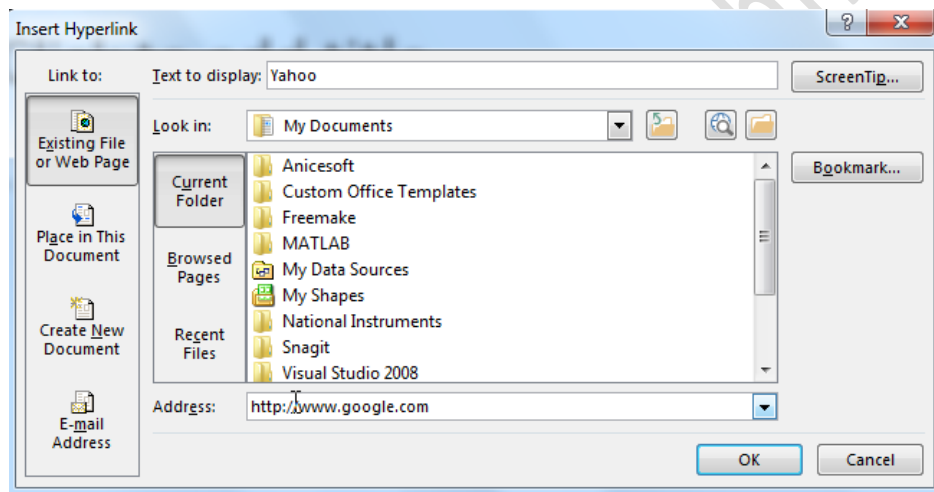 Insert Hyperlink
Link to:
Text to display: Yahoo
ScreenTip...
Existing File
or Web Page
Look in: My Documents
Current
Folder
Anicesoft
Custom Office Templates
Freemake
MATLAB
My Data Sources
My Shapes
National Instruments
Snagit
Visual Studio 2008
Bookmark...
Place in This
Document
Browsed
Pages
Create New
Document
Recent
Files
E-mail
Address
Address: http://www.google.com
OK
Cancel